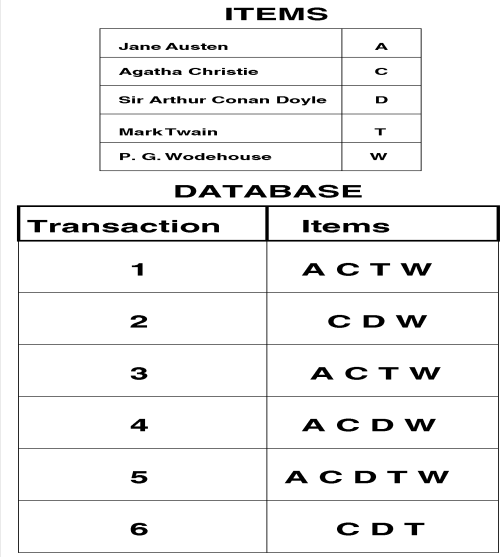 ITEMS
Jane Austen A
Agatha Christie C
Sir Arthur Conan Doyle D
Mark Twain T
P. G. Wodehouse W
DATABASE
Transaction Items
1 A C T W
2 C D W
3 A C T W
4 A C D W
5 A C D T W
6 C D T